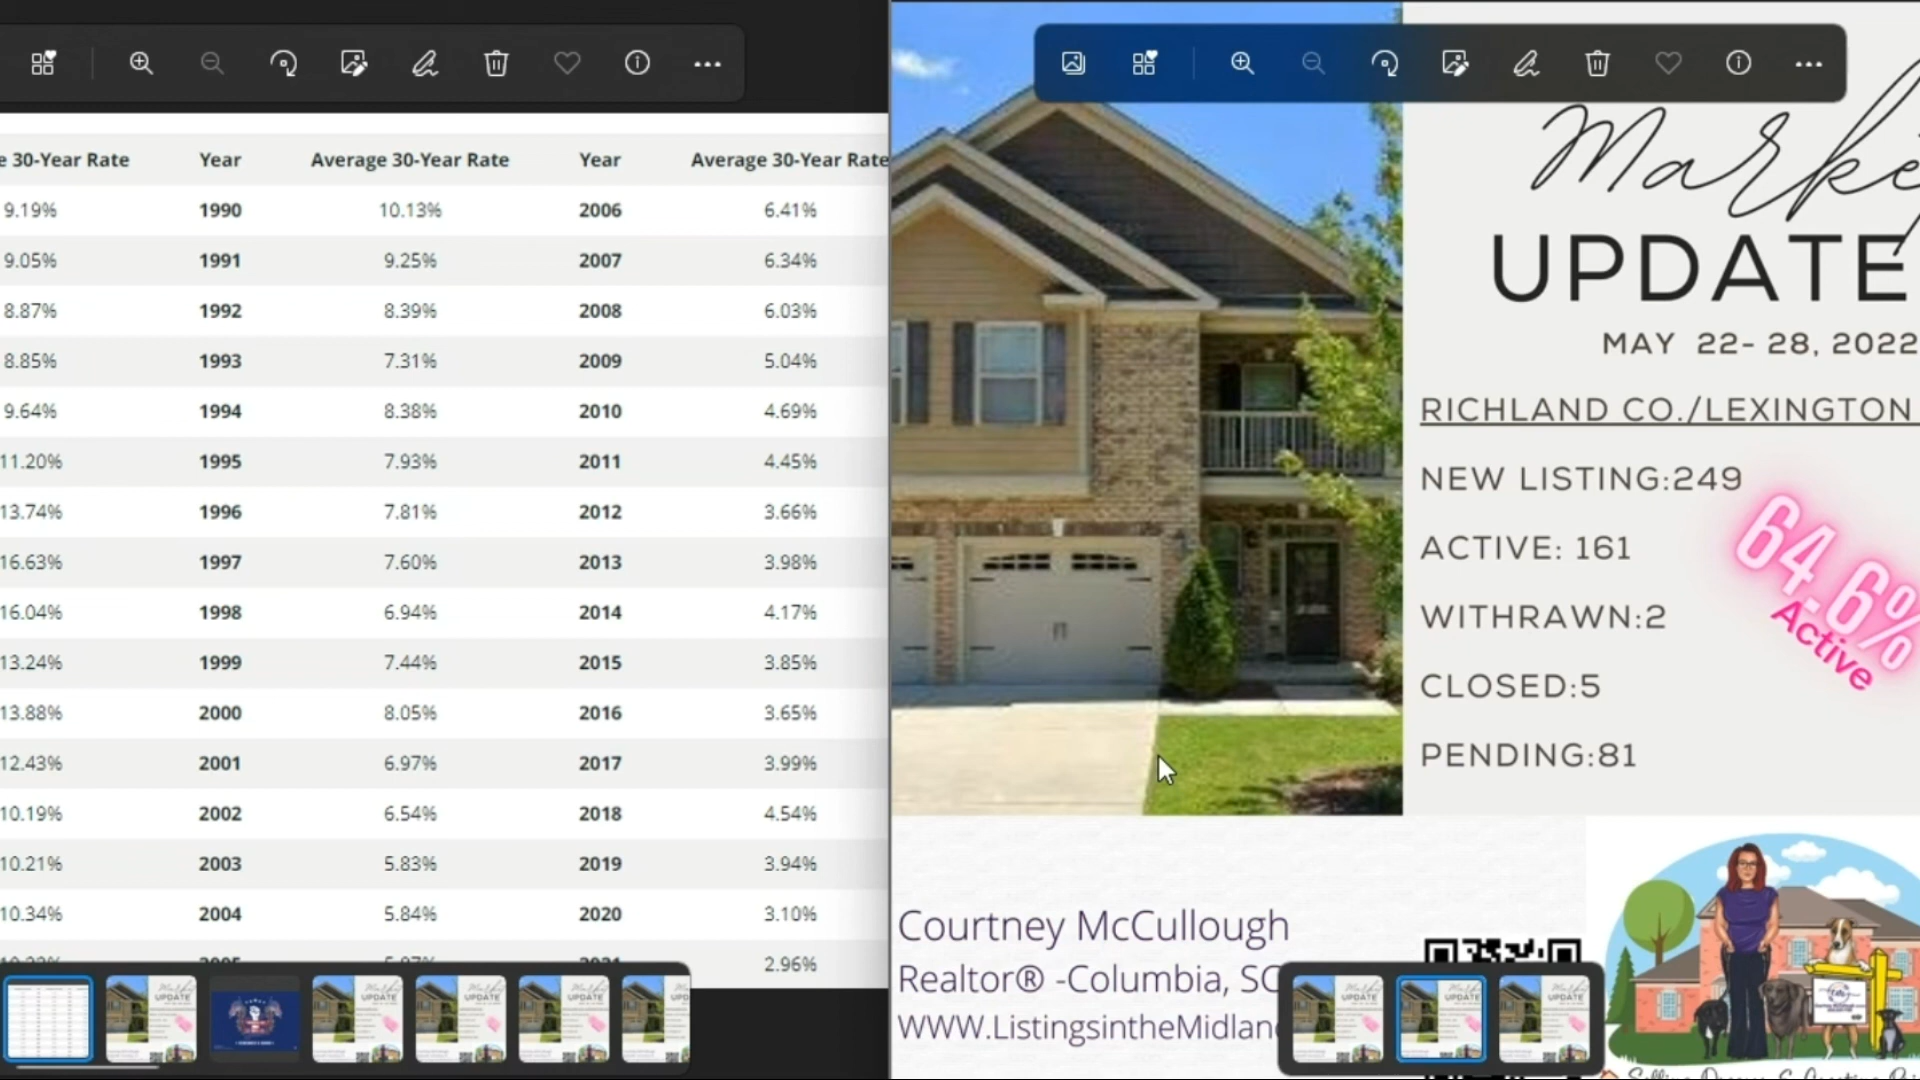 e 30-Year Rate Year Average 30-Year Rate Year Average 30-Year Rate
9.19% 1990 10.13% 2006 6.41%
9.05% 1991 9.25% 2007 6.34%
8.87% 1992 8.39% 2008 6.03%
8.85% 1993 7.31% 2009 5.04%
9.64% 1994 8.38% 2010 4.69%
11.20% 1995 7.93% 2011 4.45%
13.74% 1996 7.81% 2012 3.66%
16.63% 1997 7.60% 2013 3.98%
16.04% 1998 6.94% 2014 4.17%
13.24% 1999 7.44% 2015 3.85%
13.88% 2000 8.05% 2016 3.65%
12.43% 2001 6.97% 2017 3.99%
10.19% 2002 6.54% 2018 4.54%
10.21% 2003 5.83% 2019 3.94%
10.34% 2004 5.84% 2020 3.10%
2.96%
Marke
UPDATE
MAY 22- 28, 2022
RICHLAND CO./LEXINGTON
NEW LISTING:249
ACTIVE: 161
WITHRAWN:2
CLOSED:5
PENDING:81
64.6%
Active
Courtney McCullough
Realtor® -Columbia, SC
WWW.ListingsintheMidlan